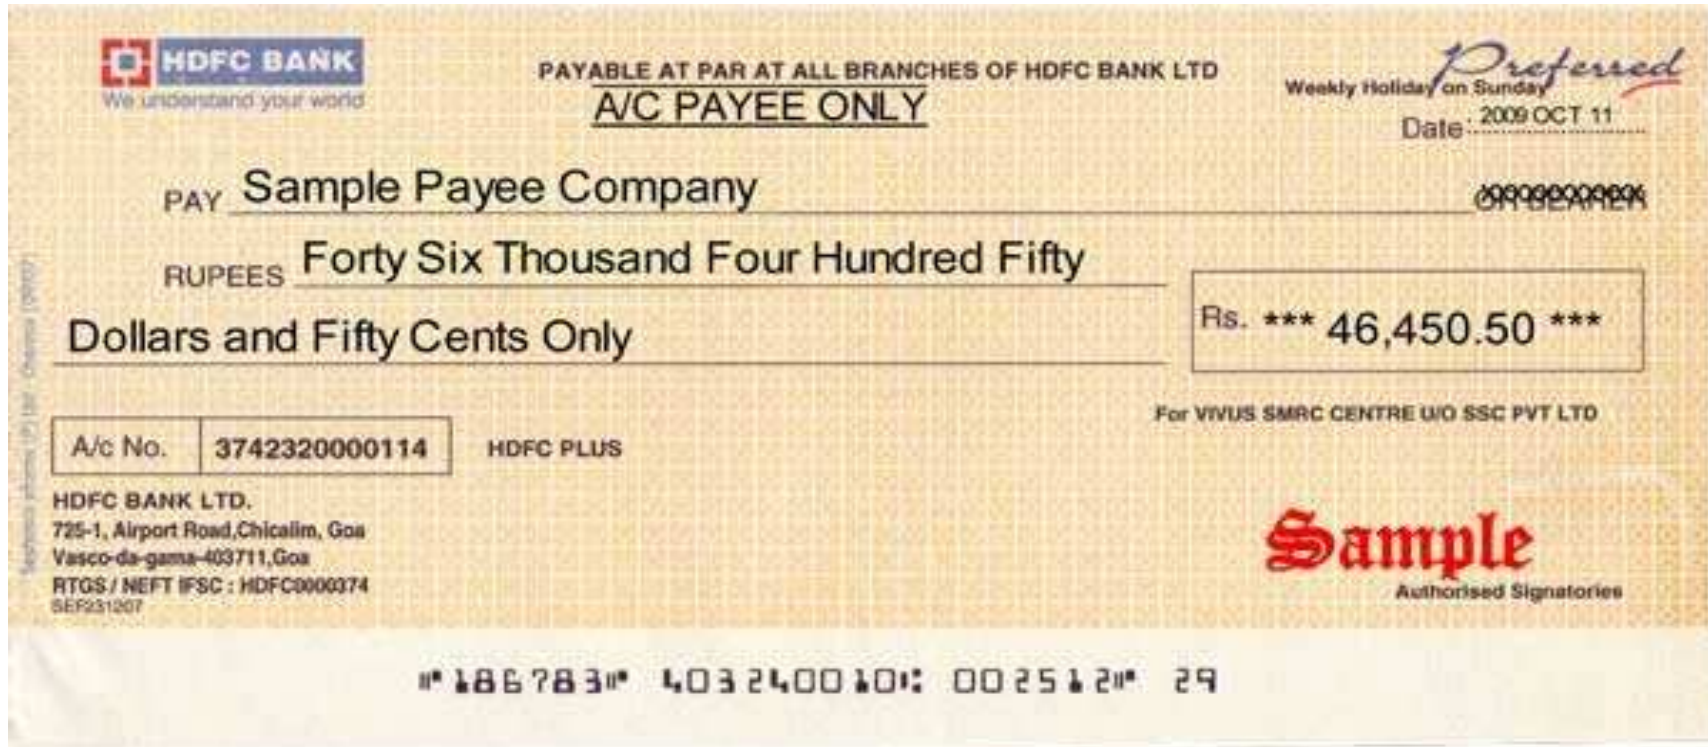 HDFC BANK
We understand your world
PAYABLE AT PAR AT ALL BRANCHES OF HDFC BANK LTD
A/C PAYEE ONLY
Preferred
Weekly Holiday on Sunday
Date 2009 OCT 11
PAY Sample Payee Company
OR BEARER
RUPEES Forty Six Thousand Four Hundred Fifty
Dollars and Fifty Cents Only
Rs. *** 46,450.50 ***
For VIVUS SMRC CENTRE U/O SSC PVT LTD
A/c No. 3742320000114 HDFC PLUS
HDFC BANK LTD.
725-1, Airport Road,Chicalim, Goa
Vasco-da-gama-403711,Goa
RTGS / NEFT IFSC : HDFC0000374
SEF231207
Sample
Authorised Signatories
⑈186783⑈ 403240010⑆ 002512⑈ 29